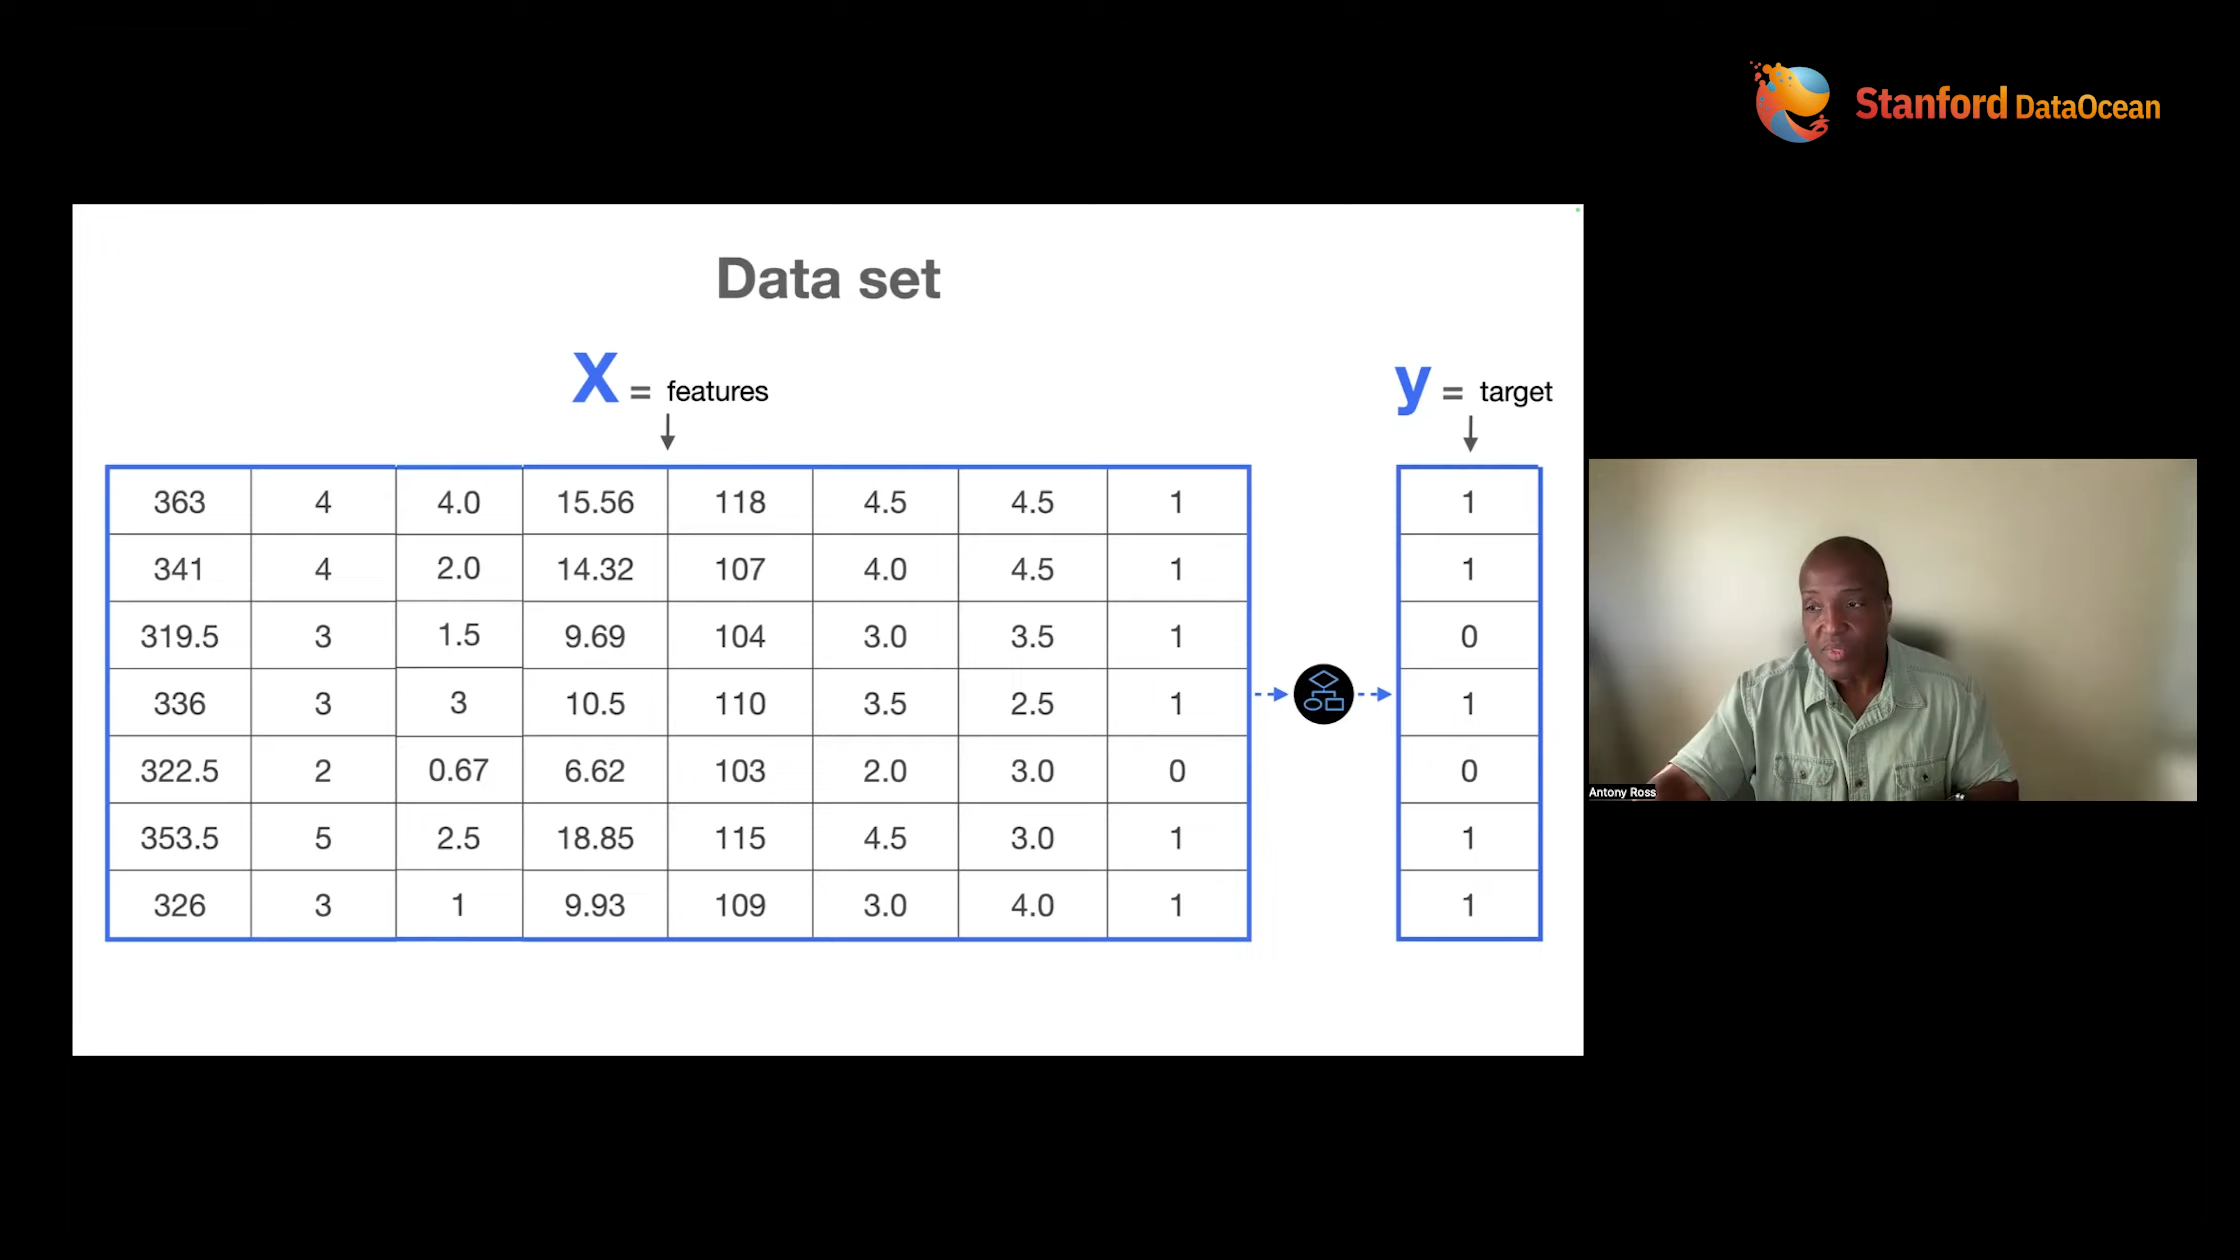 Stanford DataOcean
Data set
X = features
y = target
363 4 4.0 15.56 118 4.5 4.5 1 1
341 4 2.0 14.32 107 4.0 4.5 1 1
319.5 3 1.5 9.69 104 3.0 3.5 1 0
336 3 3 10.5 110 3.5 2.5 1 1
322.5 2 0.67 6.62 103 2.0 3.0 0 0
353.5 5 2.5 18.85 115 4.5 3.0 1 1
326 3 1 9.93 109 3.0 4.0 1 1
Antony Ross